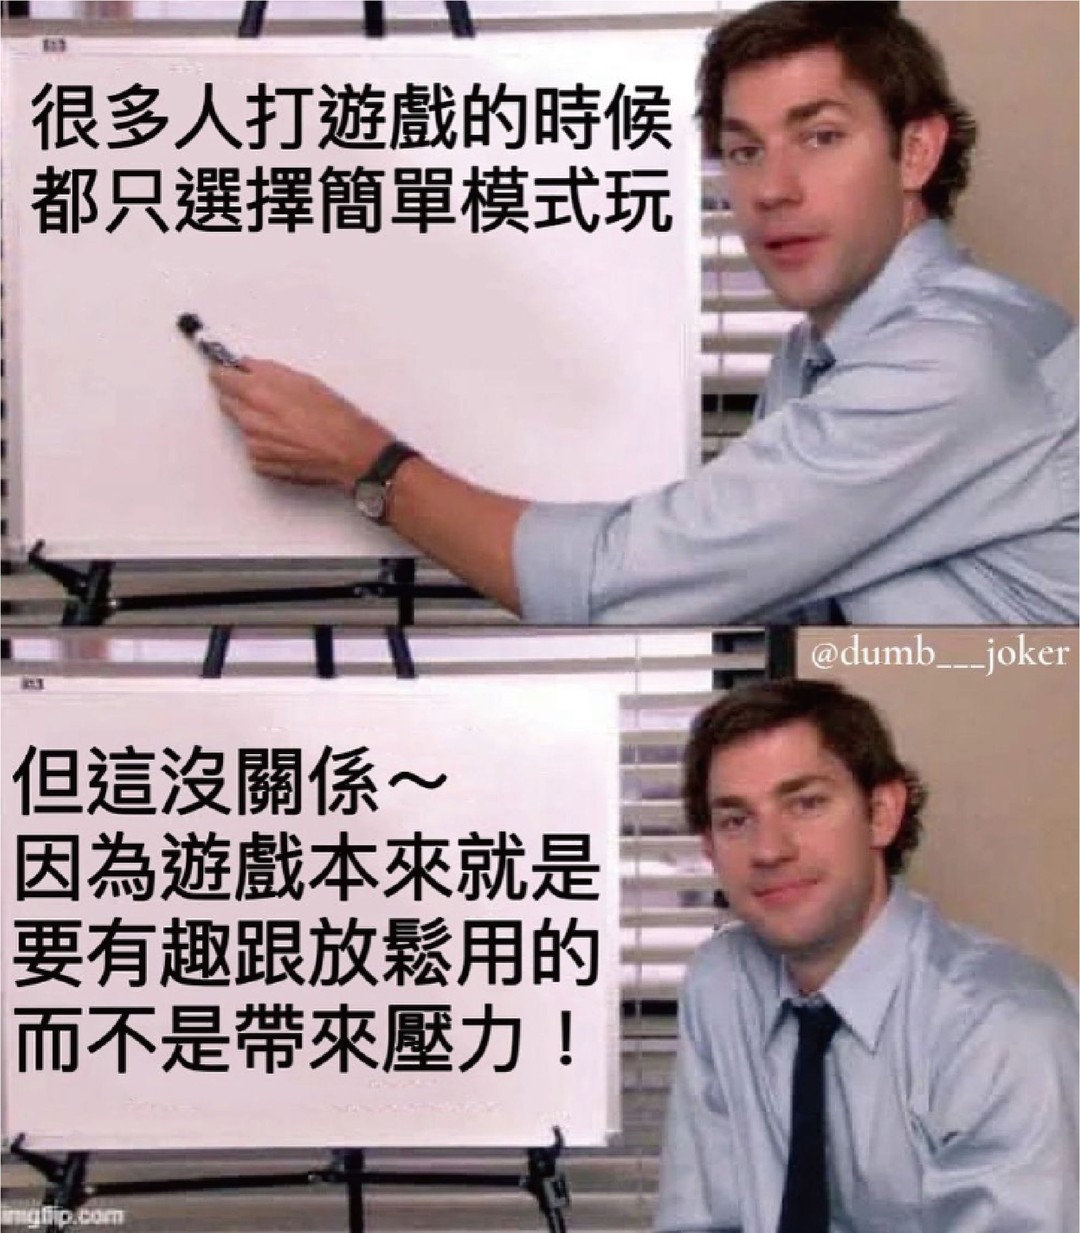 很多人打遊戲的時候
都只選擇簡單模式玩
@dumb___joker
但這沒關係～
因為遊戲本來就是
要有趣跟放鬆用的
而不是帶來壓力！
imgflip.com